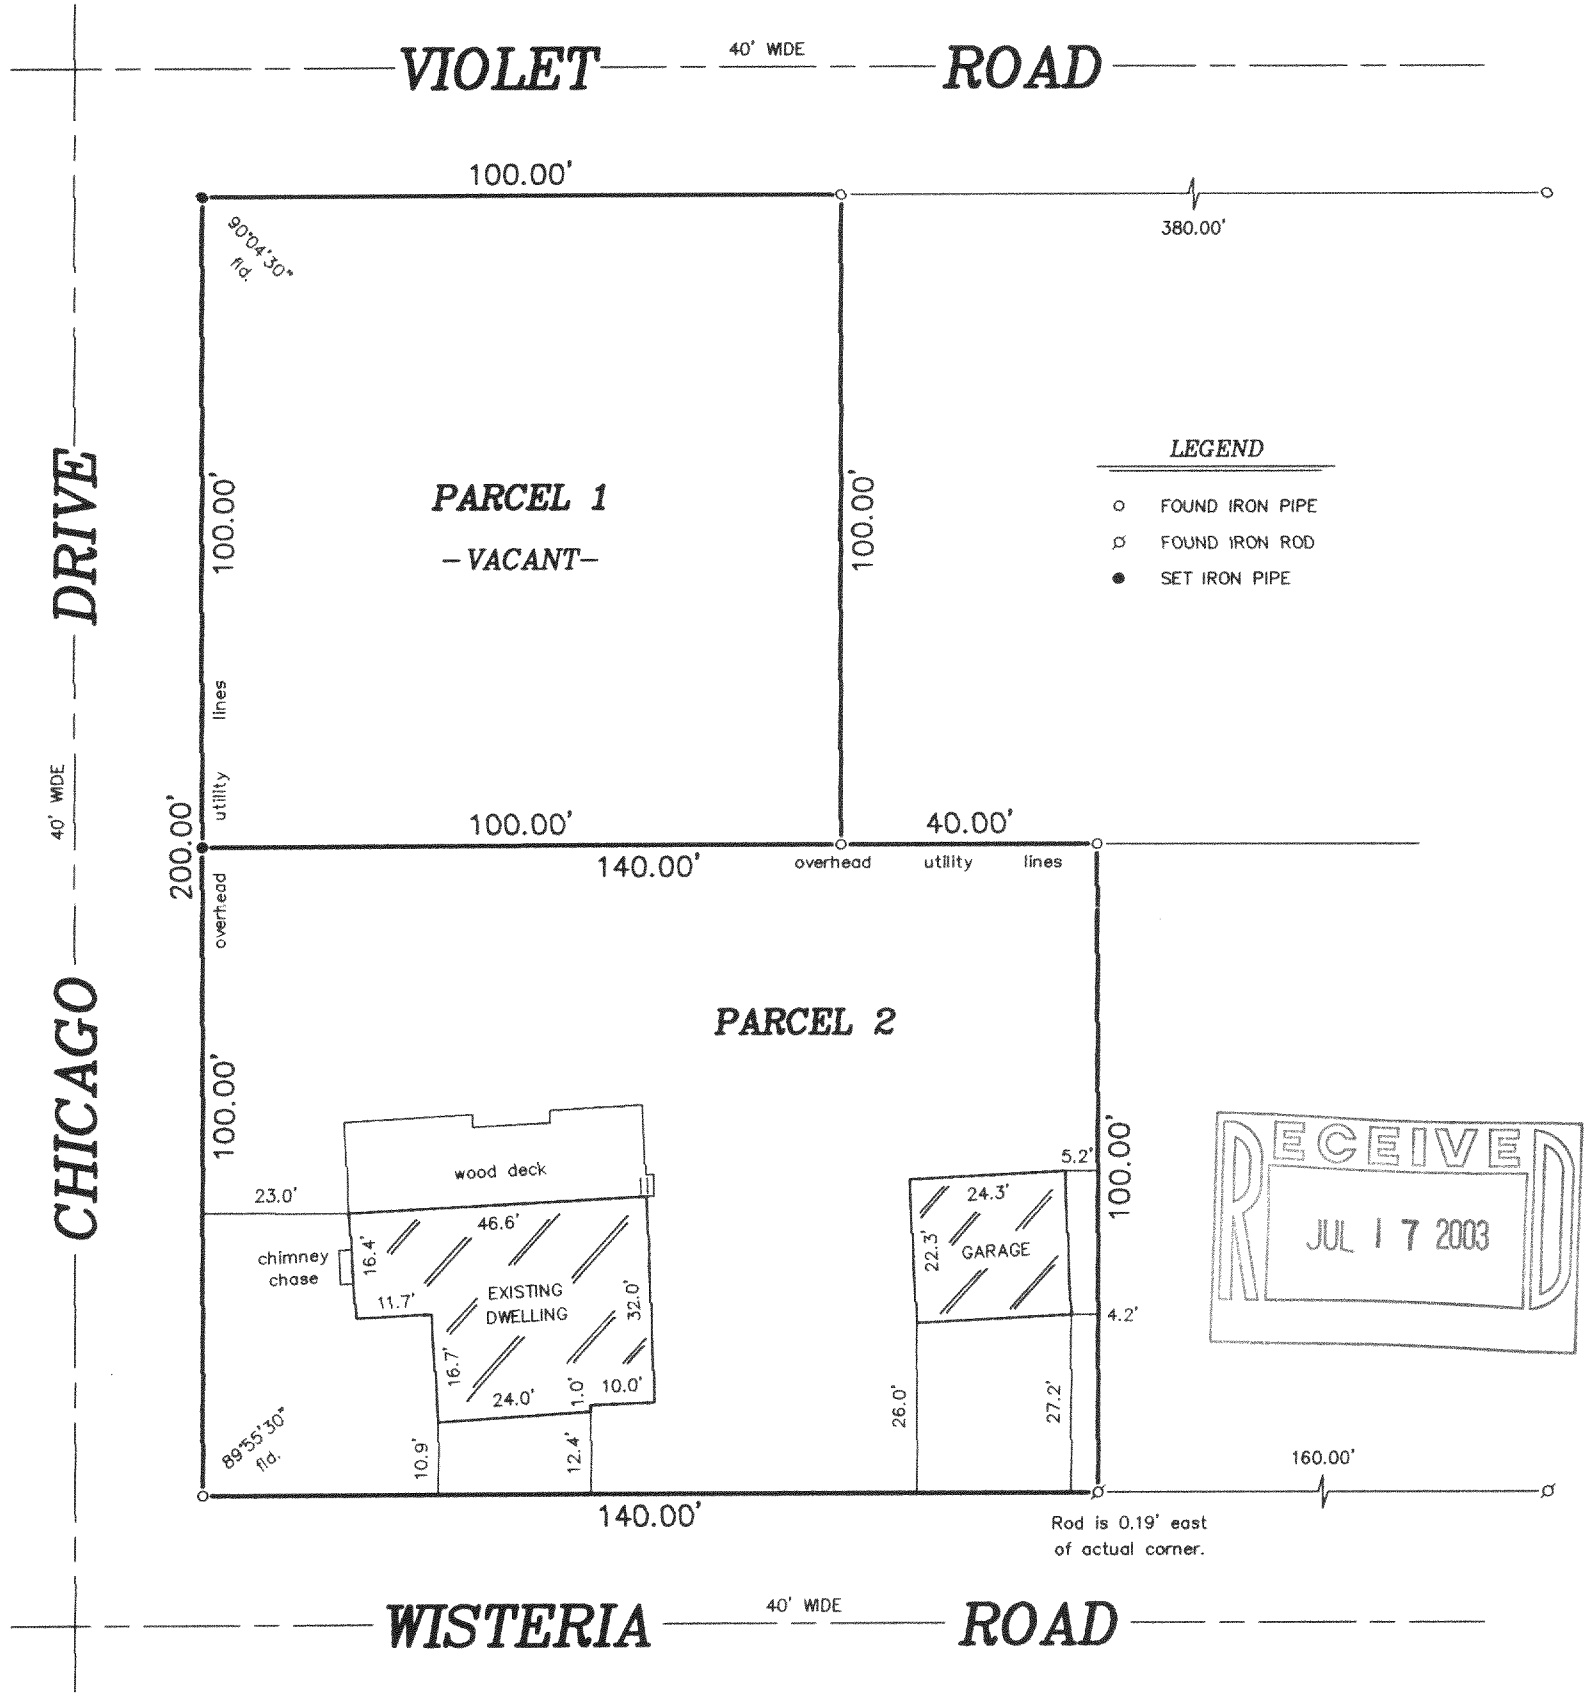 VIOLET 40' WIDE ROAD
100.00'
380.00'
90°04'30"
fld.
DRIVE
100.00'
PARCEL 1
-VACANT-
100.00'
LEGEND
FOUND IRON PIPE
FOUND IRON ROD
SET IRON PIPE
overhead utility lines
40' WIDE
200.00'
100.00'
40.00'
140.00'
overhead utility lines
PARCEL 2
CHICAGO
100.00'
wood deck
23.0'
46.6'
chimney
chase
16.4'
11.7'
EXISTING
DWELLING
32.0'
16.7'
24.0'
1.0'
10.0'
10.9'
12.4'
5.2'
24.3'
22.3'
GARAGE
4.2'
26.0'
27.2'
100.00'
RECEIVED
JUL 17 2003
89°55'30"
fld.
160.00'
140.00'
Rod is 0.19' east
of actual corner.
WISTERIA 40' WIDE ROAD